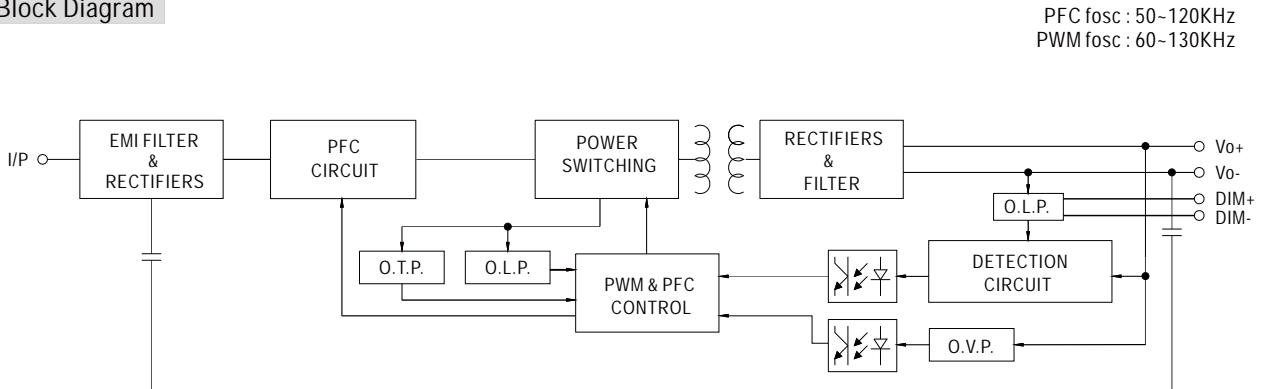 Block Diagram
PFC fosc : 50~120KHz
PWM fosc : 60~130KHz
I/P
EMI FILTER
&
RECTIFIERS
PFC
CIRCUIT
POWER
SWITCHING
RECTIFIERS
&
FILTER
Vo+
Vo-
DIM+
DIM-
O.L.P.
O.T.P.
O.L.P.
PWM & PFC
CONTROL
DETECTION
CIRCUIT
O.V.P.